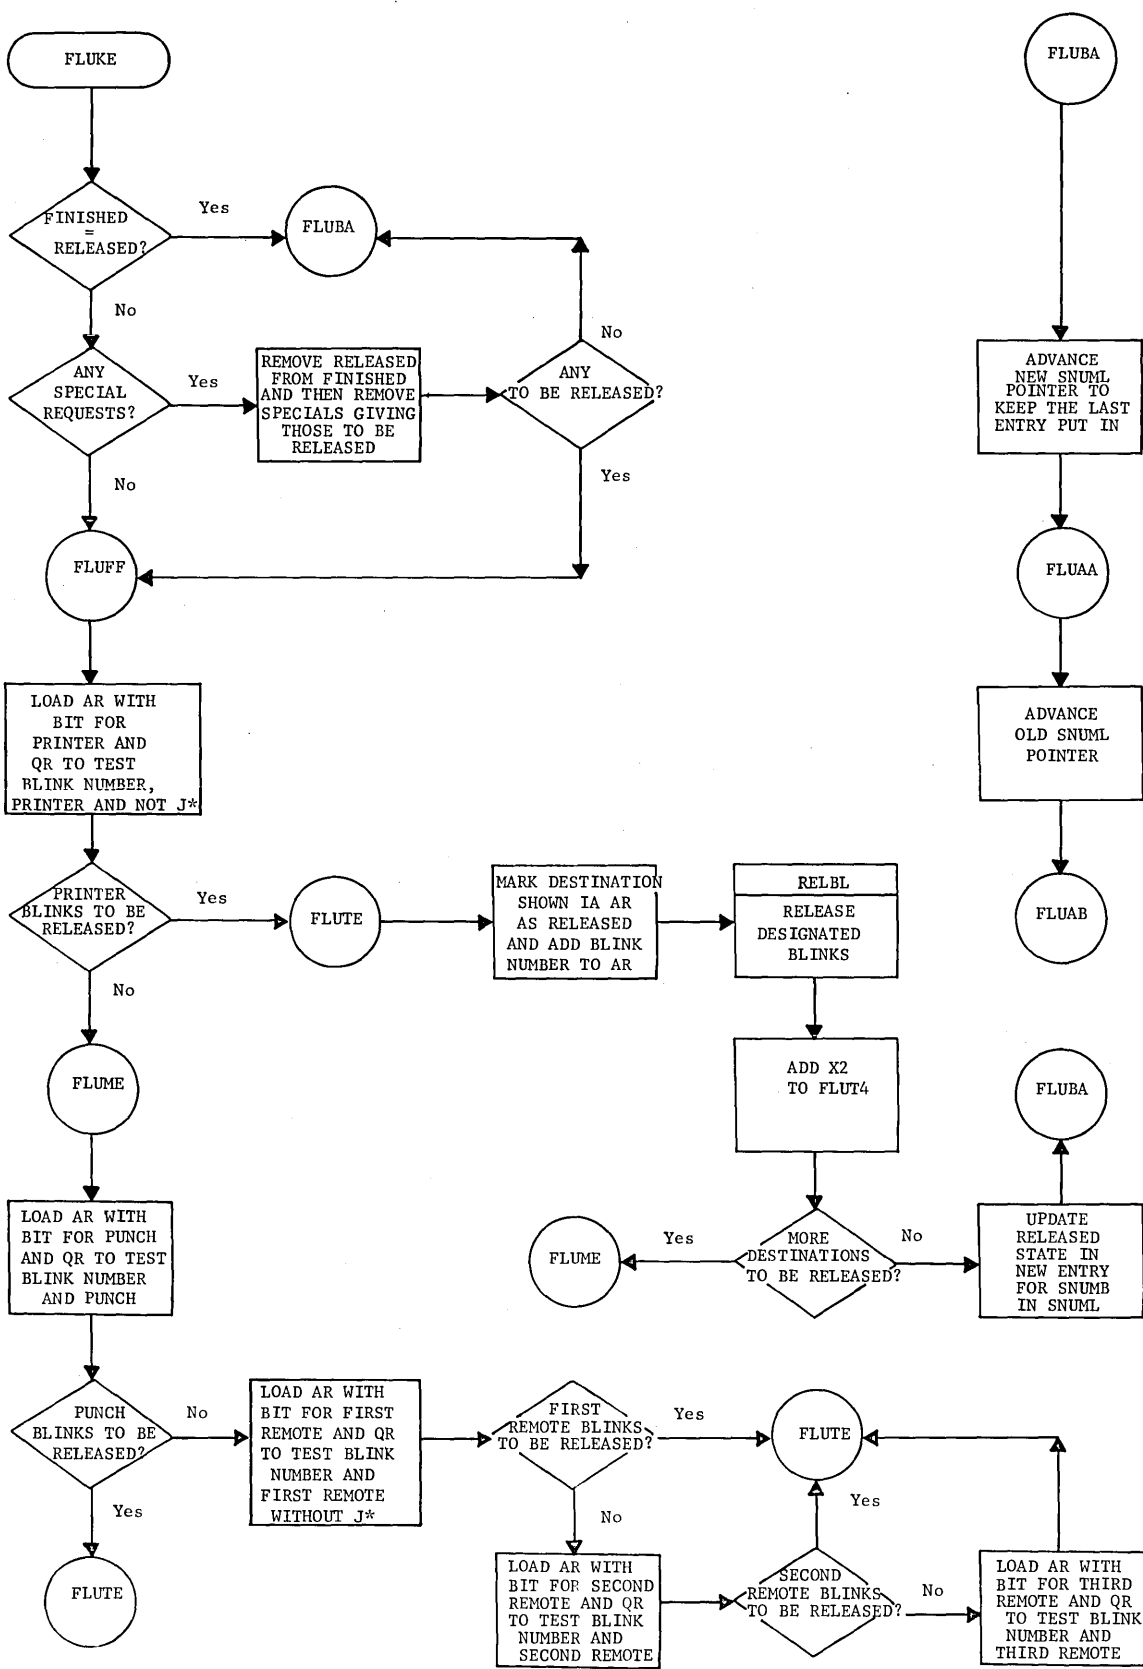 FLUKE
FINISHED
=
RELEASED?
Yes
No
FLUBA
ANY
SPECIAL
REQUESTS?
Yes
No
REMOVE RELEASED
FROM FINISHED
AND THEN REMOVE
SPECIALS GIVING
THOSE TO BE
RELEASED
ANY
TO BE RELEASED?
No
Yes
FLUFF
LOAD AR WITH
BIT FOR
PRINTER AND
QR TO TEST
BLINK NUMBER,
PRINTER AND NOT J*
PRINTER
BLINKS TO BE
RELEASED?
Yes
No
FLUTE
MARK DESTINATION
SHOWN IA AR
AS RELEASED
AND ADD BLINK
NUMBER TO AR
RELBL
RELEASE
DESIGNATED
BLINKS
ADD X2
TO FLUT4
MORE
DESTINATIONS
TO BE RELEASED?
Yes
No
FLUME
UPDATE
RELEASED
STATE IN
NEW ENTRY
FOR SNUMB
IN SNUML
FLUBA
FLUME
LOAD AR WITH
BIT FOR PUNCH
AND QR TO TEST
BLINK NUMBER
AND PUNCH
PUNCH
BLINKS TO BE
RELEASED?
No
Yes
FLUTE
LOAD AR WITH
BIT FOR FIRST
REMOTE AND QR
TO TEST BLINK
NUMBER AND
FIRST REMOTE
WITHOUT J*
FIRST
REMOTE BLINKS
TO BE RELEASED?
Yes
No
FLUTE
LOAD AR WITH
BIT FOR SECOND
REMOTE AND QR
TO TEST BLINK
NUMBER AND
SECOND REMOTE
SECOND
REMOTE BLINKS
TO BE RELEASED?
Yes
No
LOAD AR WITH
BIT FOR THIRD
REMOTE AND QR
TO TEST BLINK
NUMBER AND
THIRD REMOTE
FLUBA
ADVANCE
NEW SNUML
POINTER TO
KEEP THE LAST
ENTRY PUT IN
FLUAA
ADVANCE
OLD SNUML
POINTER
FLUAB